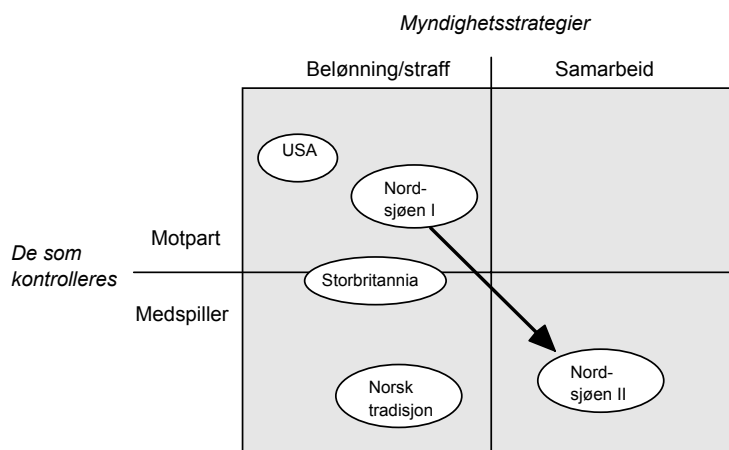 Myndighetsstrategier
Belønning/straff
Samarbeid
USA
Nord-
sjøen I
De som
kontrolleres
Motpart
Storbritannia
Medspiller
Norsk
tradisjon
Nord-
sjøen II